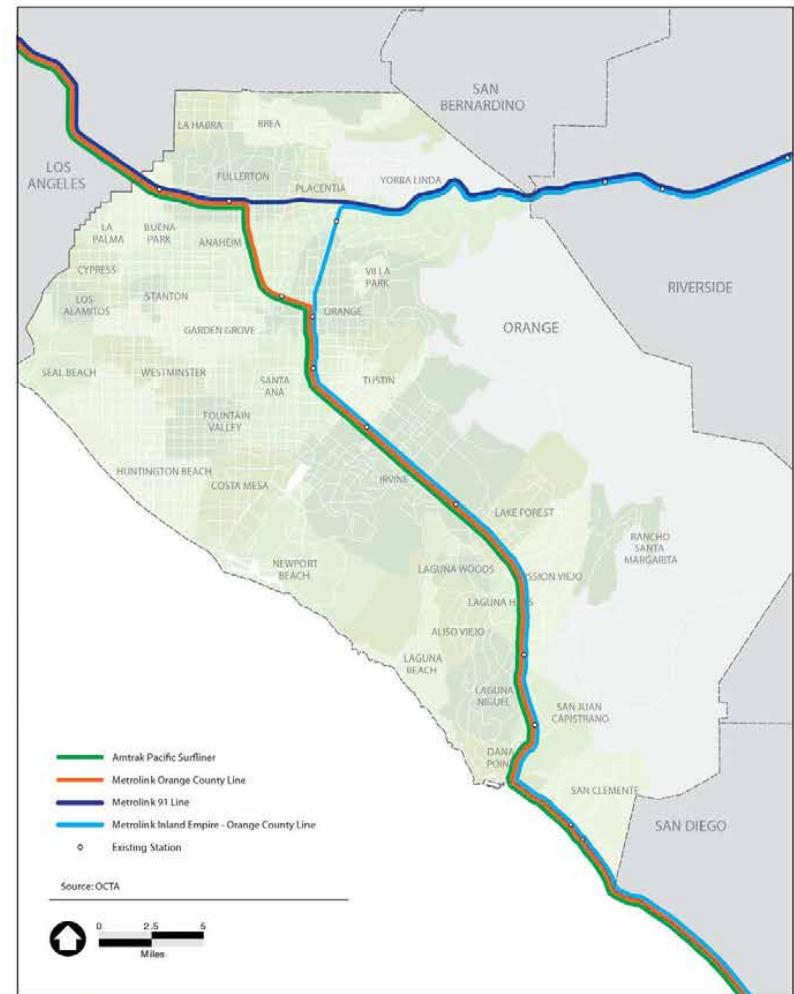 SAN
BERNARDINO
LA HABRA
BREA
LOS
ANGELES
FULLERTON
PLACENTIA
YORBA LINDA
LA
PALMA
BUENA
PARK
ANAHEIM
CYPRESS
VILLA
PARK
RIVERSIDE
LOS
ALAMITOS
STANTON
ORANGE
ORANGE
GARDEN GROVE
SEAL BEACH
WESTMINSTER
SANTA
ANA
TUSTIN
FOUNTAIN
VALLEY
HUNTINGTON BEACH
COSTA MESA
IRVINE
LAKE FOREST
RANCHO
SANTA
MARGARITA
NEWPORT
BEACH
LAGUNA WOODS
SSION VIEJO
LAGUNA H LS
ALISO VIEJO
LAGUNA
BEACH
LAGUNA
NIGUEL
SAN JUAN
CAPISTRANO
DANA
POIN
SAN CLEMENTE
SAN DIEGO
Amtrak Pacific Surfliner
Metrolink Orange County Line
Metrolink 91 Line
Metrolink Inland Empire - Orange County Line
Existing Station
Source: OCTA
0 2.5 5
Miles